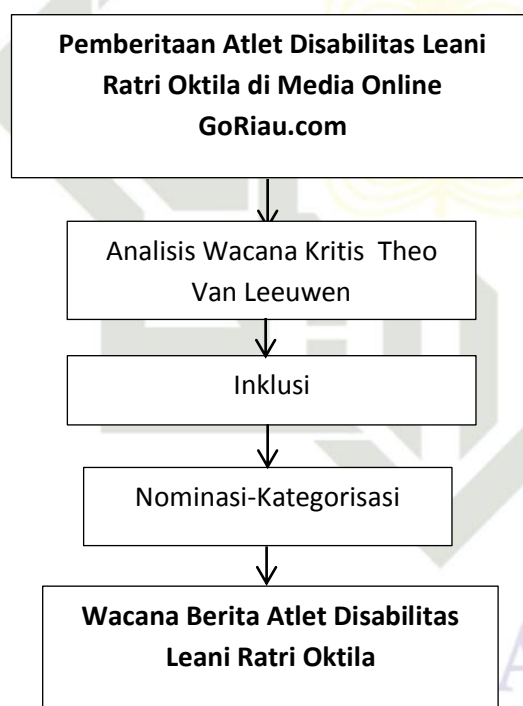 Pemberitaan Atlet Disabilitas Leani
Ratri Oktila di Media Online
GoRiau.com
Analisis Wacana Kritis Theo
Van Leeuwen
Inklusi
Nominasi-Kategorisasi
Wacana Berita Atlet Disabilitas
Leani Ratri Oktila
A